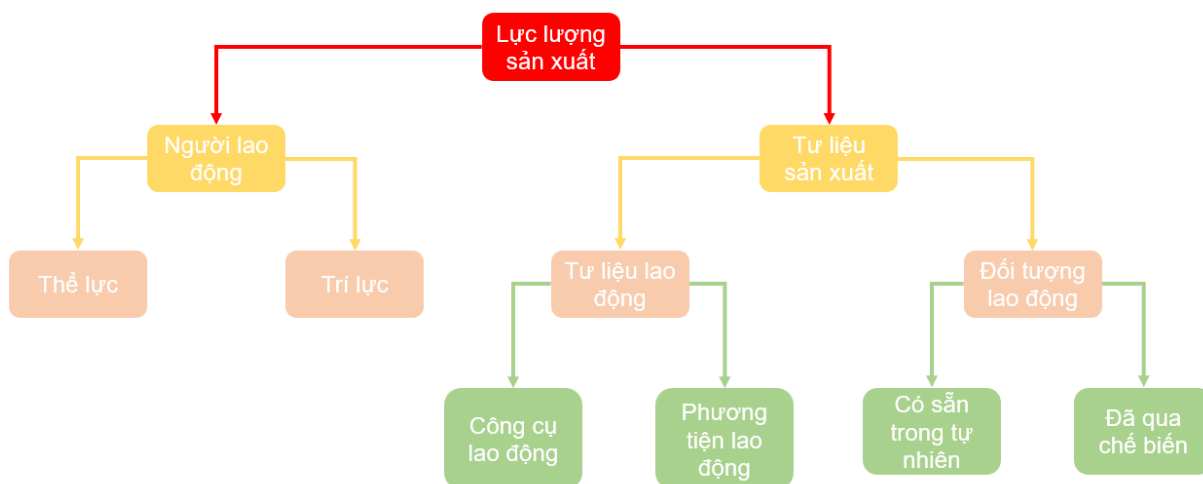 Lực lượng
sản xuất
Người lao
động
Tư liệu
sản xuất
Thể lực
Trí lực
Tư liệu lao
động
Đối tượng
lao động
Công cụ
lao động
Phương
tiện lao
động
Có sẵn
trong tự
nhiên
Đã qua
chế biến